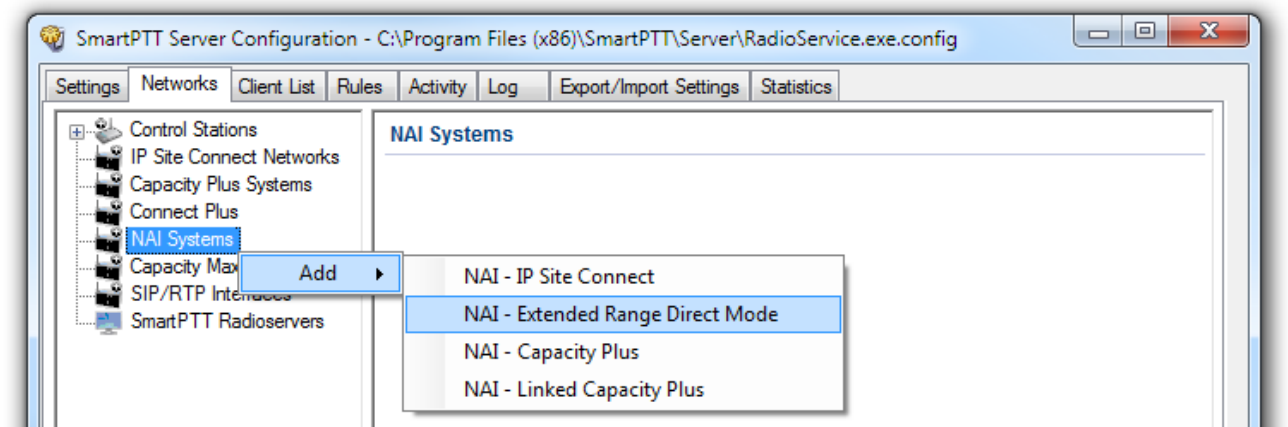 SmartPTT Server Configuration - C:\Program Files (x86)\SmartPTT\Server\RadioService.exe.config
Settings Networks Client List Rules Activity Log Export/Import Settings Statistics
Control Stations
IP Site Connect Networks
Capacity Plus Systems
Connect Plus
NAI Systems
Capacity Max
SIP/RTP Interfaces
SmartPTT Radioservers
NAI Systems
Add
NAI - IP Site Connect
NAI - Extended Range Direct Mode
NAI - Capacity Plus
NAI - Linked Capacity Plus